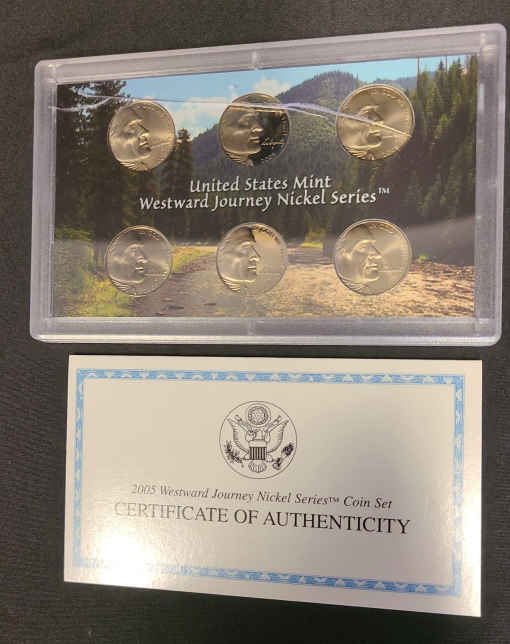 United States Mint
Westward Journey Nickel Series™
2005 Westward Journey Nickel Series™ Coin Set
CERTIFICATE OF AUTHENTICITY